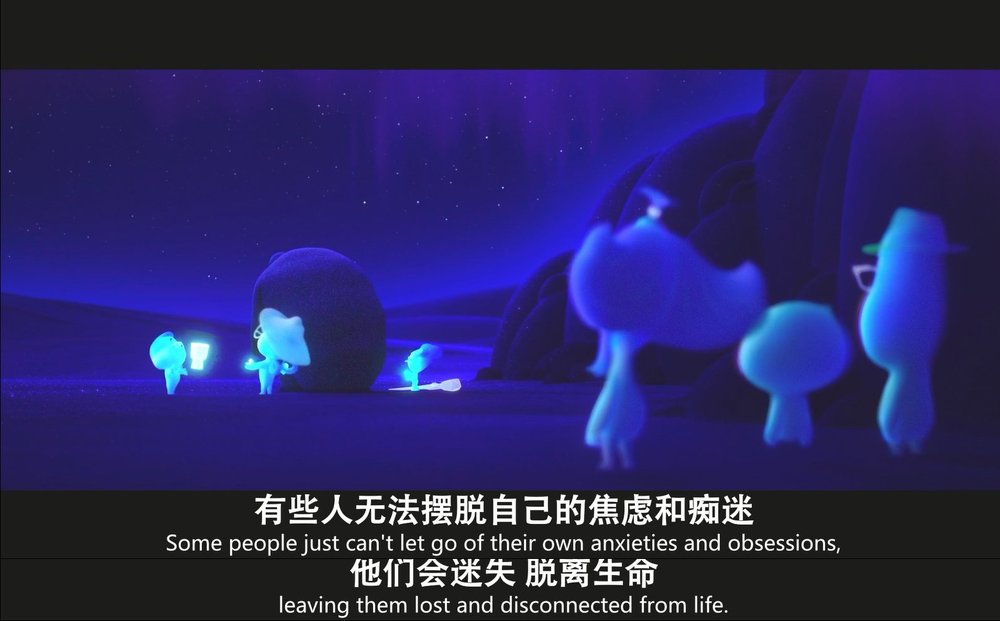 有些人无法摆脱自己的焦虑和痴迷
Some people just can't let go of their own anxieties and obsessions,
他们会迷失 脱离生命
leaving them lost and disconnected from life.